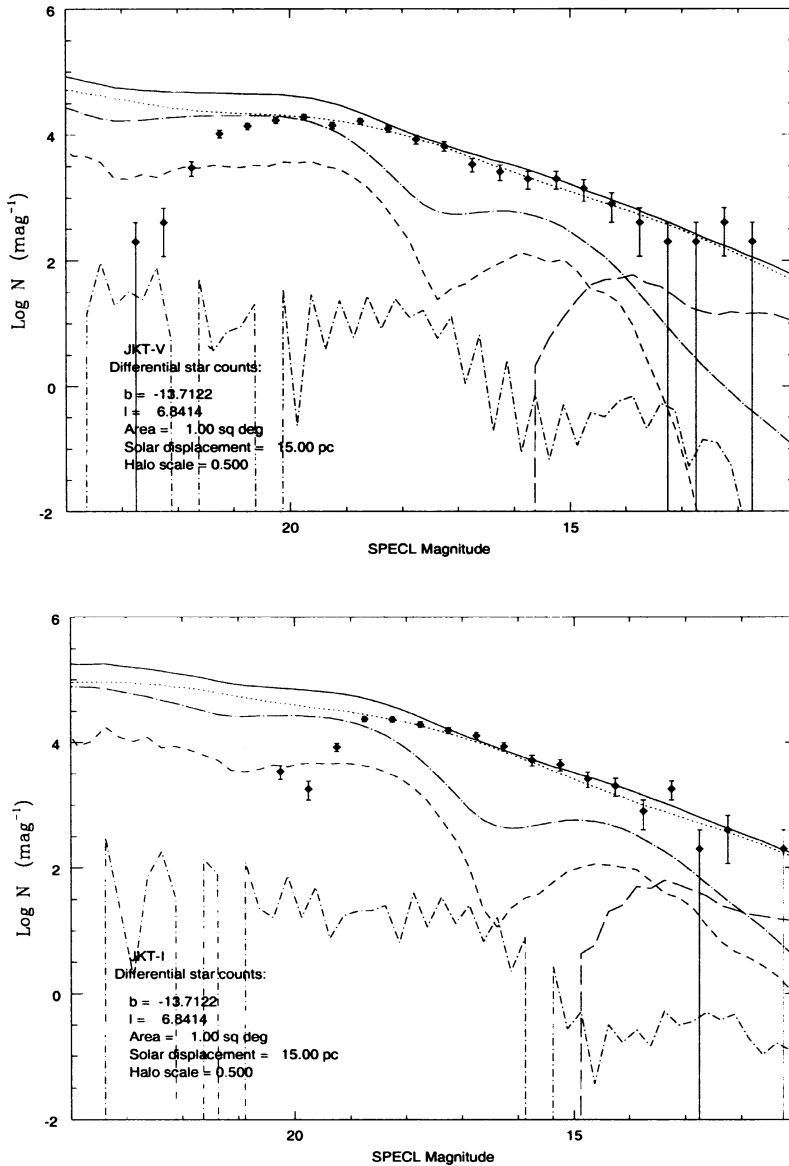 6
4
2
0
-2
Log N (mag⁻¹)
JKT-V
Differential star counts:
b = -13.7122
l = 6.8414
Area = 1.00 sq deg
Solar displacement = 15.00 pc
Halo scale = 0.500
20
15
SPECL Magnitude
6
4
2
0
-2
Log N (mag⁻¹)
JKT-I
Differential star counts:
b = -13.7122
l = 6.8414
Area = 1.00 sq deg
Solar displacement = 15.00 pc
Halo scale = 0.500
20
15
SPECL Magnitude